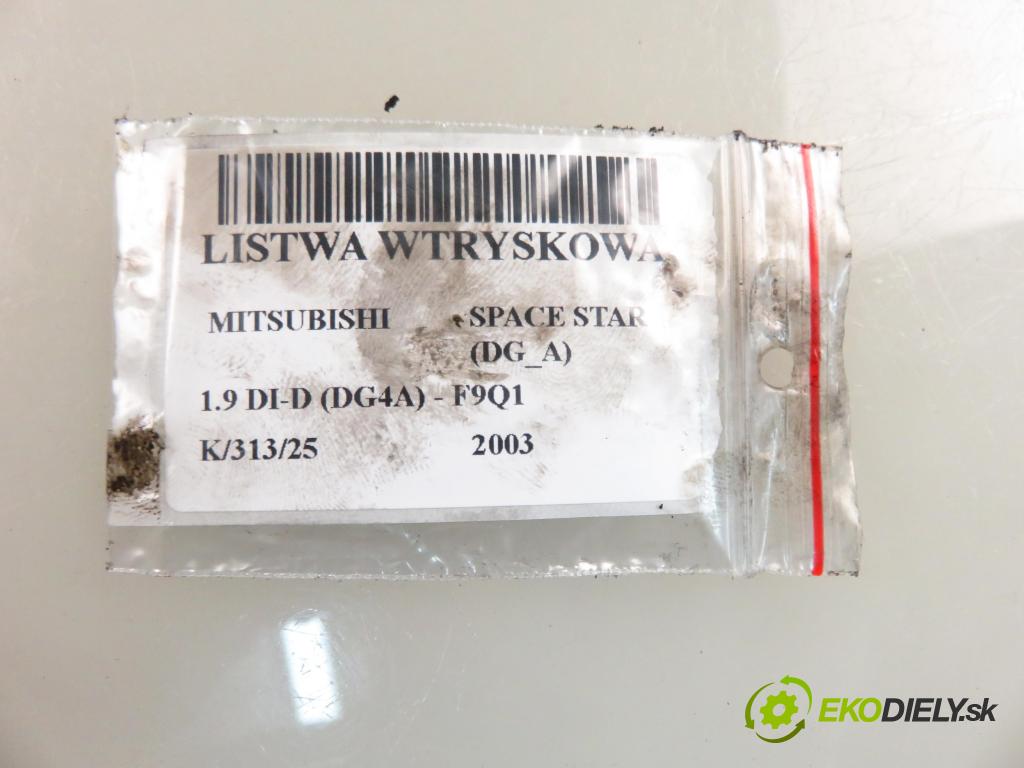 LISTWA WTRYSKOWA
MITSUBISHI SPACE STAR
(DG_A)
1.9 DI-D (DG4A) - F9Q1
K/313/25 2003
EKODIELY.sk